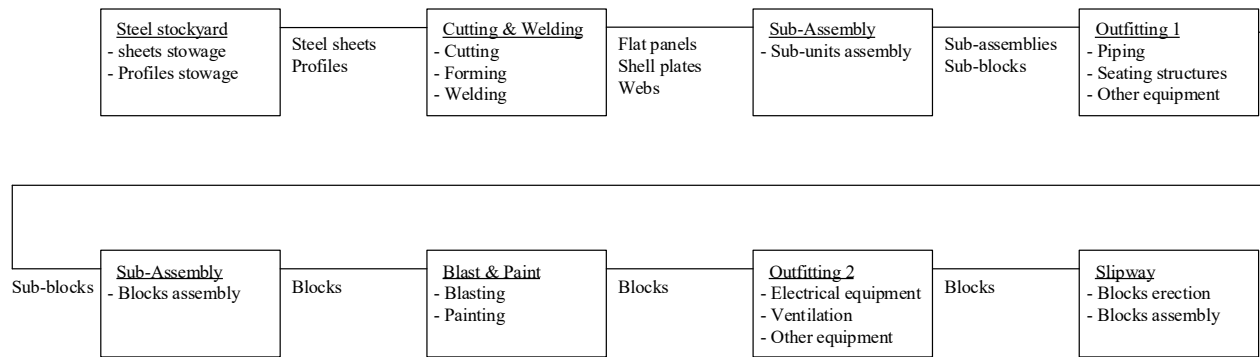 Steel stockyard
- sheets stowage
- Profiles stowage
Steel sheets
Profiles
Cutting & Welding
- Cutting
- Forming
- Welding
Flat panels
Shell plates
Webs
Sub-Assembly
- Sub-units assembly
Sub-assemblies
Sub-blocks
Outfitting 1
- Piping
- Seating structures
- Other equipment
Sub-blocks
Sub-Assembly
- Blocks assembly
Blocks
Blast & Paint
- Blasting
- Painting
Blocks
Outfitting 2
- Electrical equipment
- Ventilation
- Other equipment
Blocks
Slipway
- Blocks erection
- Blocks assembly